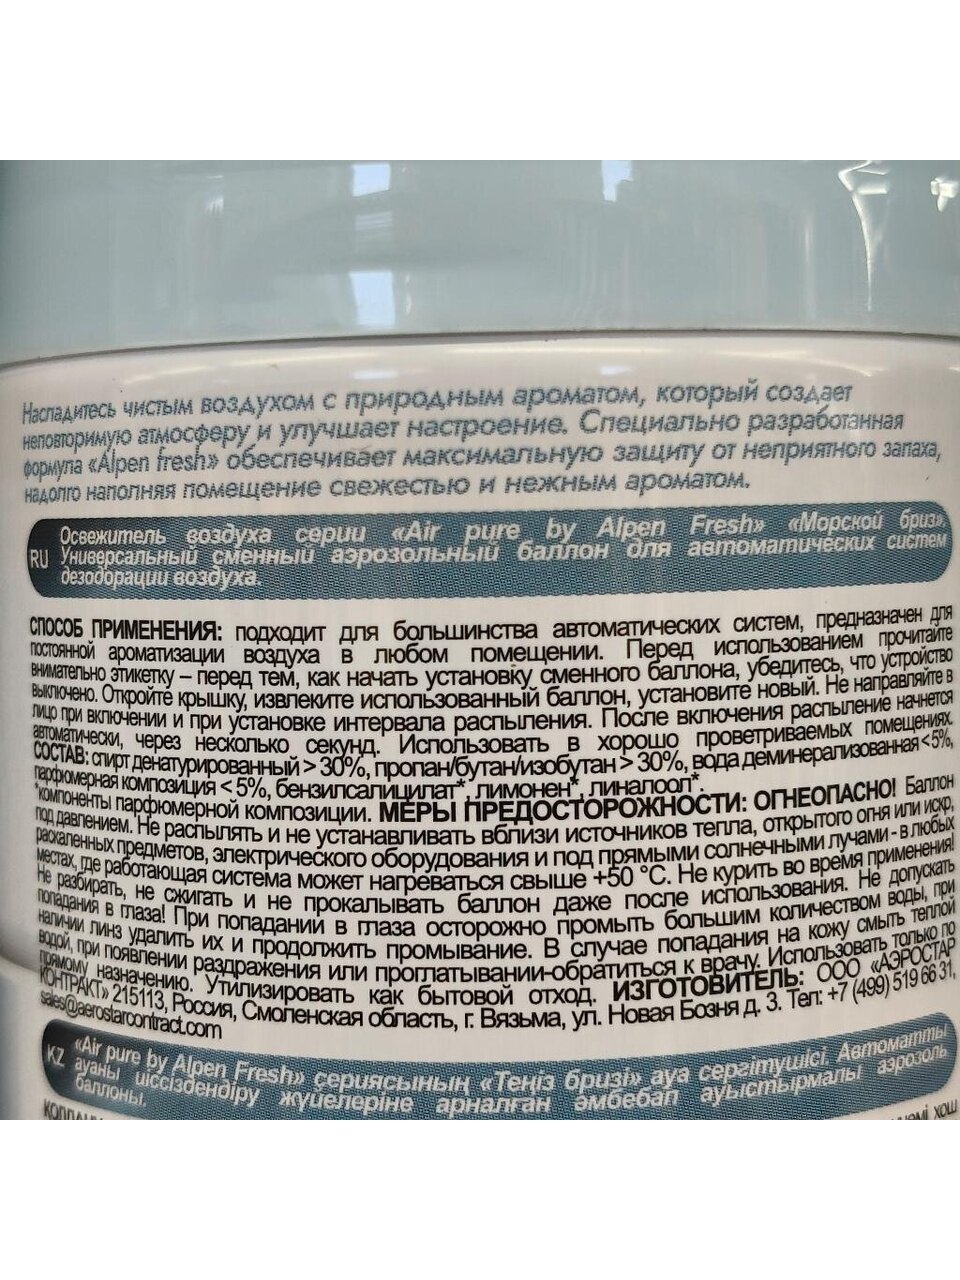 Насладитесь чистым воздухом с природным ароматом, который создает
неповторимую атмосферу и улучшает настроение. Специально разработанная
формула «Alpen fresh» обеспечивает максимальную защиту от неприятного запаха,
надолго наполняя помещение свежестью и нежным ароматом.
RU
Освежитель воздуха серии «Air pure by Alpen Fresh» «Морской бриз».
Универсальный сменный аэрозольный баллон для автоматических систем
дезодорации воздуха.
СПОСОБ ПРИМЕНЕНИЯ: подходит для большинства автоматических систем, предназначен для
постоянной ароматизации воздуха в любом помещении. Перед использованием прочитайте
внимательно этикетку – перед тем, как начать установку сменного баллона, убедитесь, что устройство
выключено. Откройте крышку, извлеките использованный баллон, установите новый. Не направляйте в
лицо при включении и при установке интервала распыления. После включения распыление начнется
автоматически, через несколько секунд. Использовать в хорошо проветриваемых помещениях.
СОСТАВ: спирт денатурированный > 30%, пропан/бутан/изобутан > 30%, вода деминерализованная < 5%,
парфюмерная композиция < 5%, бензилсалицилат*, лимонен*, линалоол*.
*компоненты парфюмерной композиции. МЕРЫ ПРЕДОСТОРОЖНОСТИ: ОГНЕОПАСНО! Баллон
под давлением. Не распылять и не устанавливать вблизи источников тепла, открытого огня или искр,
раскаленных предметов, электрического оборудования и под прямыми солнечными лучами - в любых
местах, где работающая система может нагреваться свыше +50 °С. Не курить во время применения!
Не разбирать, не сжигать и не прокалывать баллон даже после использования. Не допускать
попадания в глаза! При попадании в глаза осторожно промыть большим количеством воды, при
наличии линз удалить их и продолжить промывание. В случае попадания на кожу смыть теплой
водой, при появлении раздражения или проглатывании-обратиться к врачу. Использовать только по
прямому назначению. Утилизировать как бытовой отход. ИЗГОТОВИТЕЛЬ: ООО «АЭРОСТАР
КОНТРАКТ» 215113, Россия, Смоленская область, г. Вязьма, ул. Новая Бозня д. 3. Тел: +7 (499) 519 66 31,
sales@aerostarcontract.com
KZ
«Air pure by Alpen Fresh» сериясының «Теңіз бризі» ауа сергітушісі. Автоматты
ауаны иіссіздендіру жүйелеріне арналған әмбебап ауыстырмалы аэрозоль
баллоны.
хош